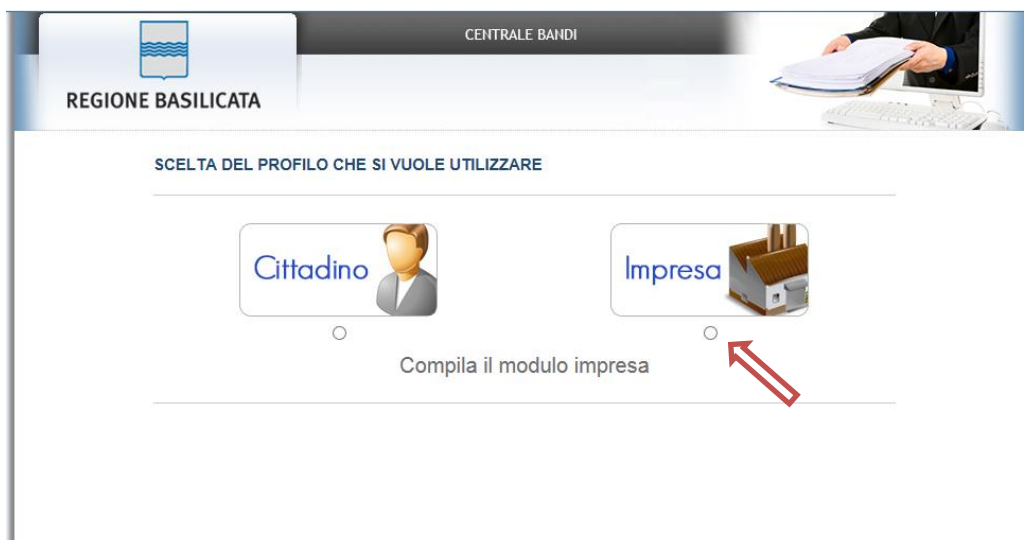 CENTRALE BANDI
REGIONE BASILICATA
SCELTA DEL PROFILO CHE SI VUOLE UTILIZZARE
Cittadino
Impresa
Compila il modulo impresa